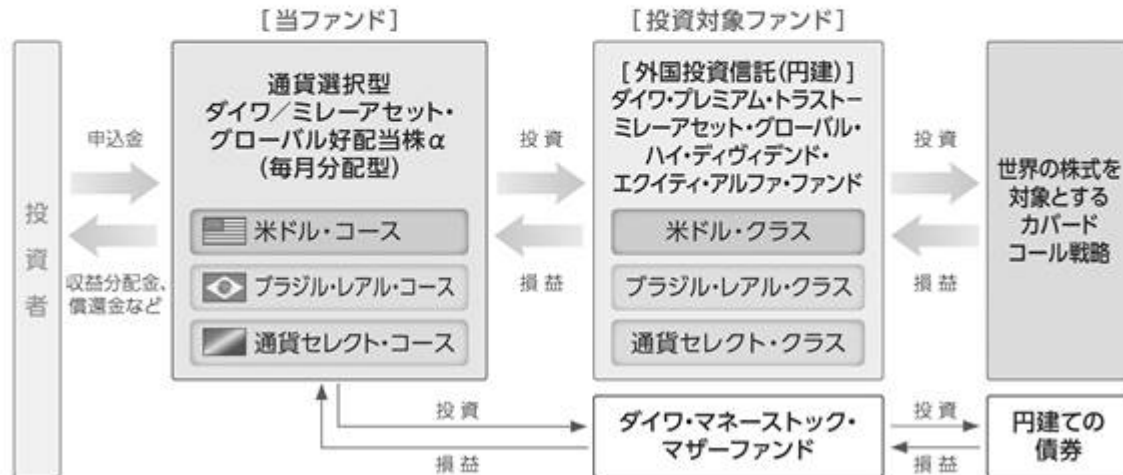 [当ファンド]
[投資対象ファンド]
投資者
申込金
収益分配金、
償還金など
通貨選択型
ダイワ/ミレーアセット・
グローバル好配当株α
(毎月分配型)
米ドル・コース
ブラジル・レアル・コース
通貨セレクト・コース
投資
損益
[外国投資信託(円建)]
ダイワ・プレミアム・トラスト－
ミレーアセット・グローバル・
ハイ・ディヴィデンド・
エクイティ・アルファ・ファンド
米ドル・クラス
ブラジル・レアル・クラス
通貨セレクト・クラス
投資
損益
世界の株式を
対象とする
カバード
コール戦略
投資
損益
ダイワ・マネーストック・
マザーファンド
投資
損益
円建ての
債券